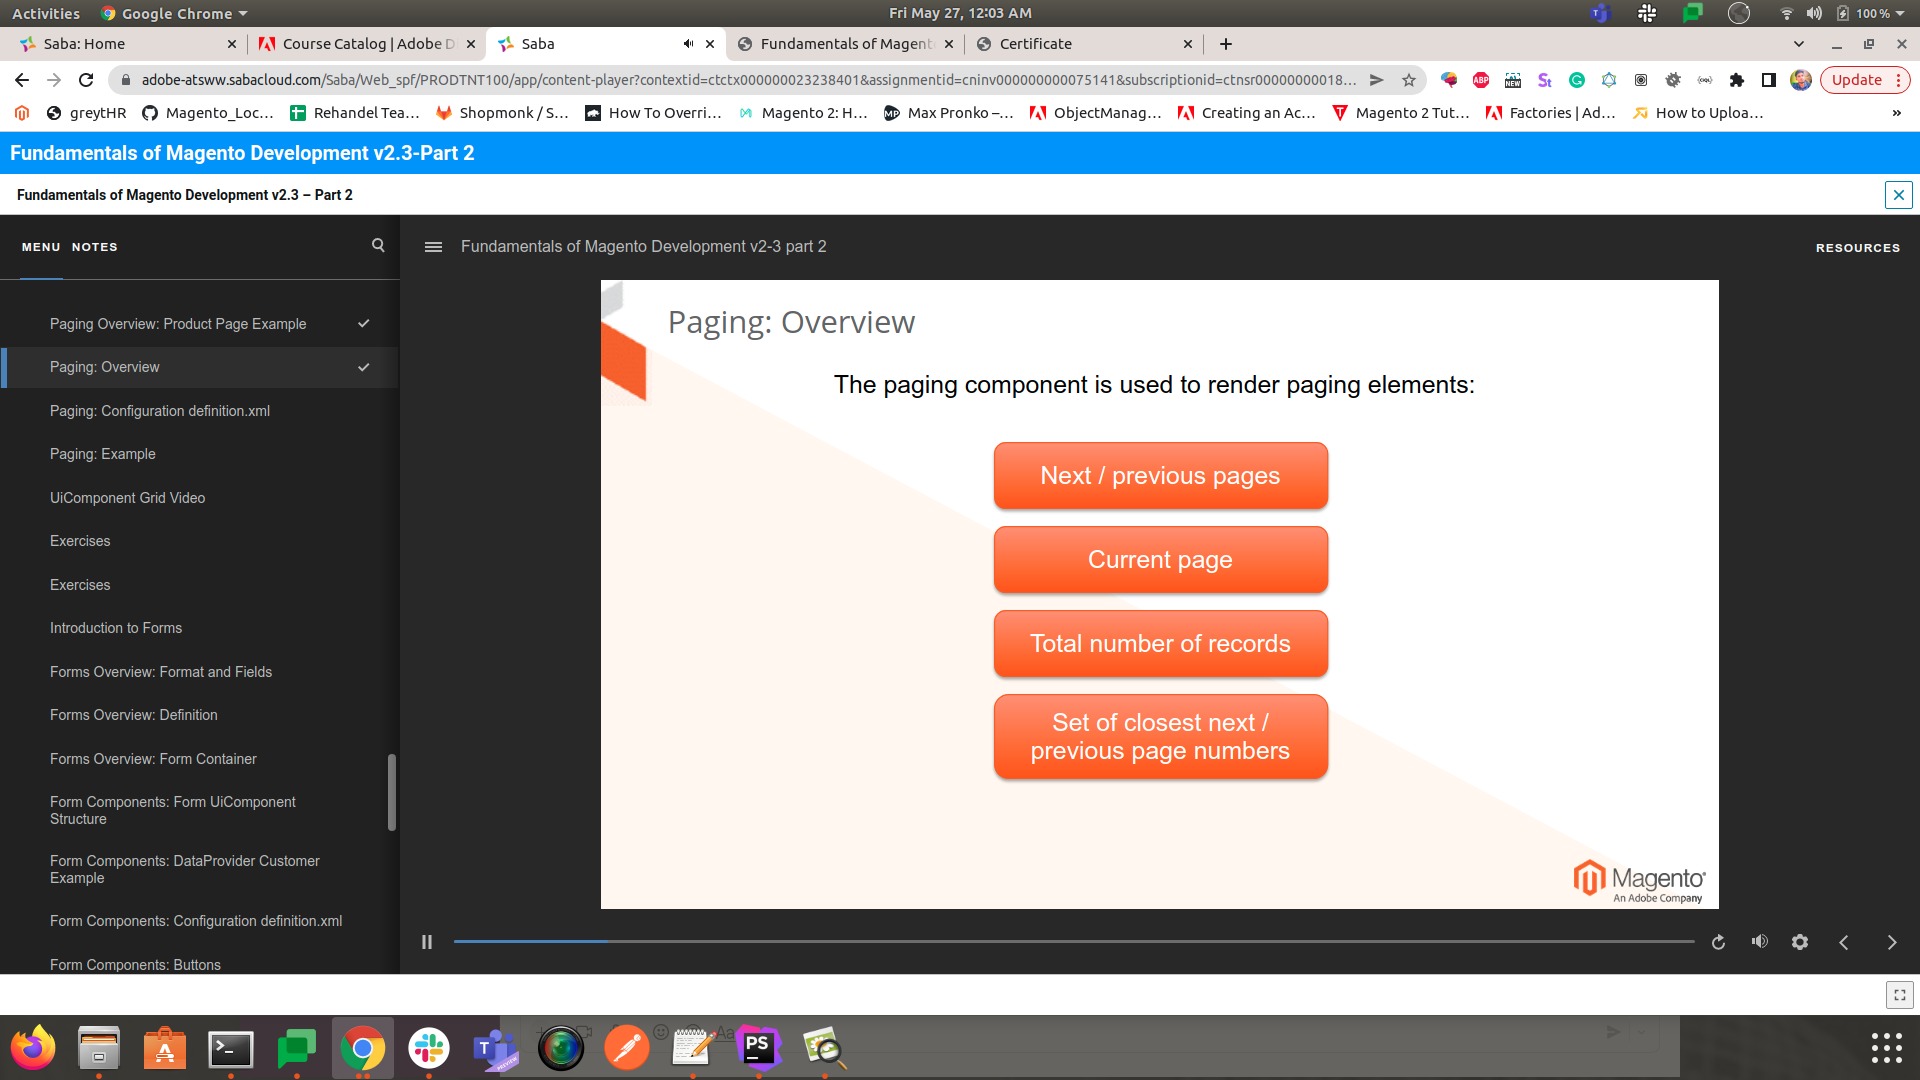 Activities
Google Chrome
Fri May 27, 12:03 AM
100 %
Saba: Home
Course Catalog | Adobe D
Saba
Fundamentals of Magent
Certificate
adobe-atsww.sabacloud.com/Saba/Web_spf/PRODTNT100/app/content-player?contextid=ctctx000000023238401&assignmentid=cninv000000000075141&subscriptionid=ctnsr00000000018...
Update
greytHR
Magento_Loc...
Rehandel Tea...
Shopmonk / S...
How To Overri...
Magento 2: H...
Max Pronko –...
ObjectManag...
Creating an Ac...
Magento 2 Tut...
Factories | Ad...
How to Uploa...
Fundamentals of Magento Development v2.3-Part 2
Fundamentals of Magento Development v2.3 – Part 2
MENU
NOTES
Fundamentals of Magento Development v2-3 part 2
RESOURCES
Paging Overview: Product Page Example
Paging: Overview
Paging: Configuration definition.xml
Paging: Example
UiComponent Grid Video
Exercises
Exercises
Introduction to Forms
Forms Overview: Format and Fields
Forms Overview: Definition
Forms Overview: Form Container
Form Components: Form UiComponent
Structure
Form Components: DataProvider Customer
Example
Form Components: Configuration definition.xml
Form Components: Buttons
Paging: Overview
The paging component is used to render paging elements:
Next / previous pages
Current page
Total number of records
Set of closest next /
previous page numbers
Magento
An Adobe Company